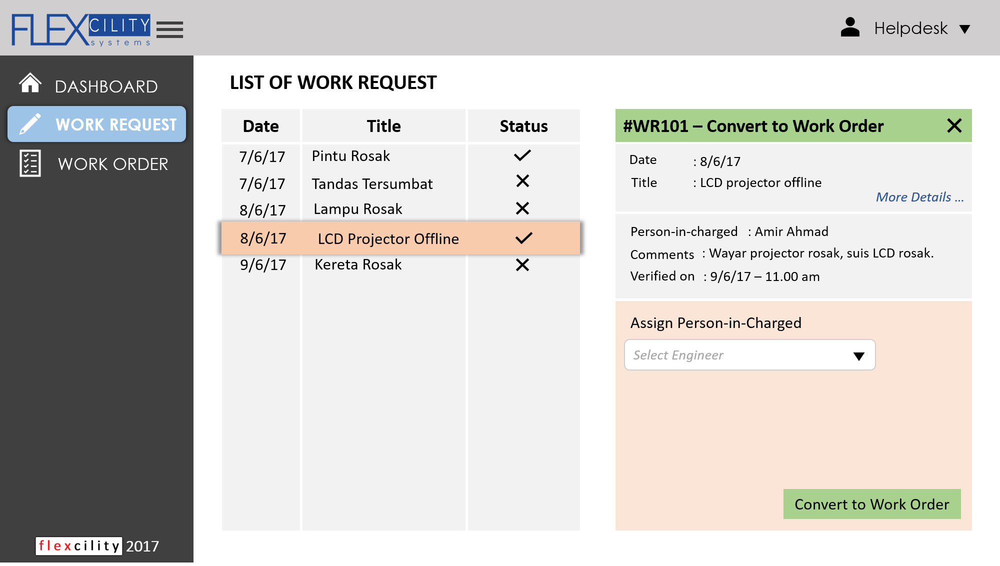 FLEXCILITY
systems
Helpdesk
DASHBOARD
WORK REQUEST
WORK ORDER
LIST OF WORK REQUEST
Date Title Status
7/6/17 Pintu Rosak
7/6/17 Tandas Tersumbat
8/6/17 Lampu Rosak
8/6/17 LCD Projector Offline
9/6/17 Kereta Rosak
#WR101 – Convert to Work Order
Date : 8/6/17
Title : LCD projector offline
More Details ...
Person-in-charged : Amir Ahmad
Comments : Wayar projector rosak, suis LCD rosak.
Verified on : 9/6/17 – 11.00 am
Assign Person-in-Charged
Select Engineer
Convert to Work Order
flexcility 2017